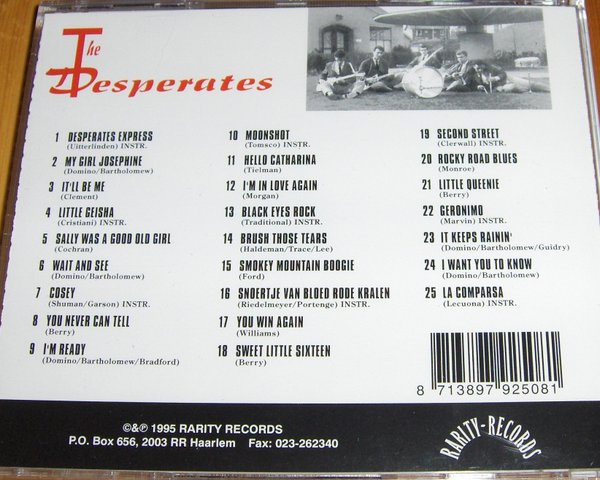 The
Desperates
1 DESPERATES EXPRESS
(Uitterlinden) INSTR.
2 MY GIRL JOSEPHINE
(Domino/Bartholomew)
3 IT'LL BE ME
(Clement)
4 LITTLE GEISHA
(Cristiani) INSTR.
5 SALLY WAS A GOOD OLD GIRL
(Cochran)
6 WAIT AND SEE
(Domino/Bartholomew)
7 COSEY
(Shuman/Garson) INSTR.
8 YOU NEVER CAN TELL
(Berry)
9 I'M READY
(Domino/Bartholomew/Bradford)
10 MOONSHOT
(Tomsco) INSTR.
11 HELLO CATHARINA
(Tielman)
12 I'M IN LOVE AGAIN
(Morgan)
13 BLACK EYES ROCK
(Traditional) INSTR.
14 BRUSH THOSE TEARS
(Haldeman/Trace/Lee)
15 SMOKEY MOUNTAIN BOOGIE
(Ford)
16 SNOERTJE VAN BLOED RODE KRALEN
(Riedelmeyer/Portenge) INSTR.
17 YOU WIN AGAIN
(Williams)
18 SWEET LITTLE SIXTEEN
(Berry)
19 SECOND STREET
(Clerwall) INSTR.
20 ROCKY ROAD BLUES
(Monroe)
21 LITTLE QUEENIE
(Berry)
22 GERONIMO
(Marvin) INSTR.
23 IT KEEPS RAININ'
(Domino/Bartholomew/Guidry)
24 I WANT YOU TO KNOW
(Domino/Bartholomew)
25 LA COMPARSA
(Lecuona) INSTR.
8 713897 925081
©&℗ 1995 RARITY RECORDS
P.O. Box 656, 2003 RR Haarlem Fax: 023-262340
RARITY-RECORDS